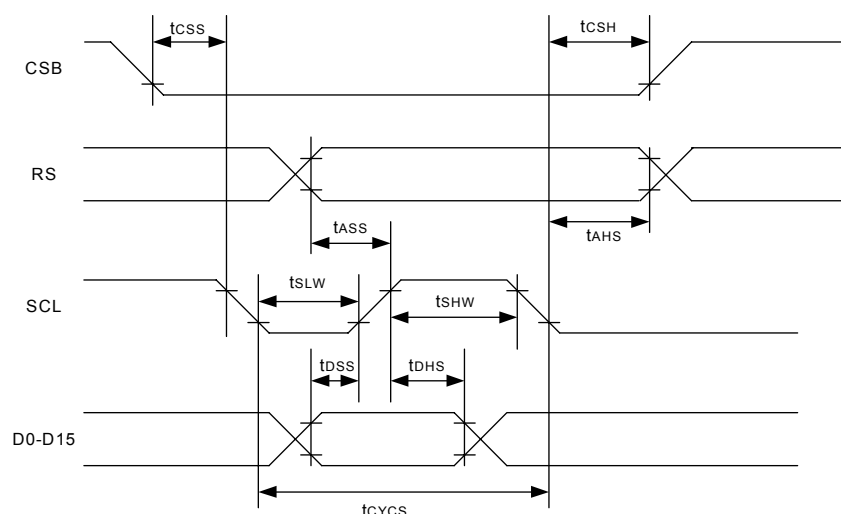 tCSS
tCSH
CSB
RS
tASS
tAHS
tSLW
tSHW
SCL
tDSS
tDHS
D0-D15
tCYCS